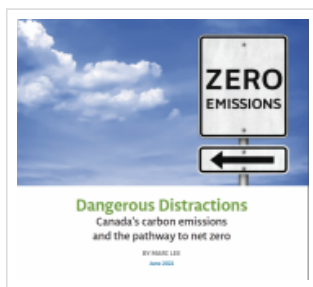 ZERO
EMISSIONS
Dangerous Distractions
Canada's carbon emissions
and the pathway to net zero
BY MARC LEE
June 2021